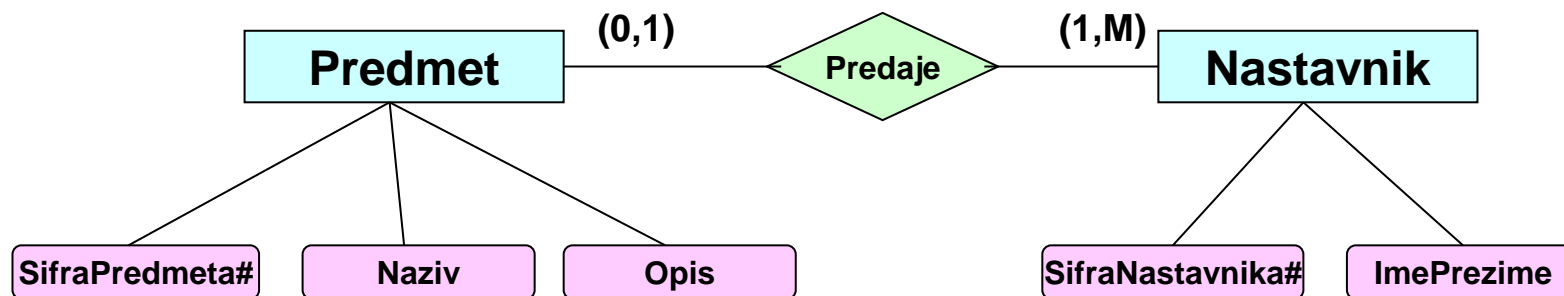 (0,1)
(1,M)
Predmet
Predaje
Nastavnik
SifraPredmeta#
Naziv
Opis
SifraNastavnika#
ImePrezime